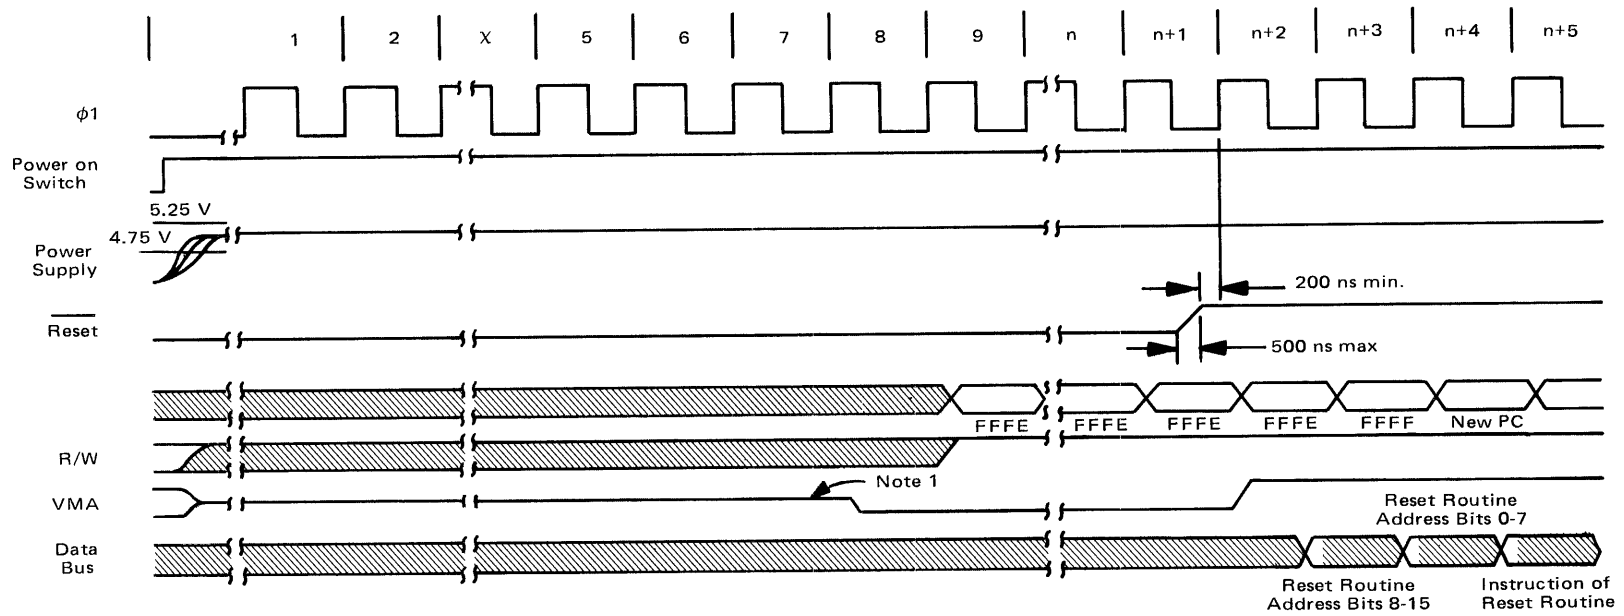 1 2 χ 5 6 7 8 9 n n+1 n+2 n+3 n+4 n+5
ϕ1
Power on
Switch
5.25 V
4.75 V
Power
Supply
200 ns min.
Reset
500 ns max
FFFE FFFE FFFE FFFE FFFF New PC
R/W
Note 1
VMA
Reset Routine
Address Bits 0-7
Data
Bus
Reset Routine
Address Bits 8-15
Instruction of
Reset Routine